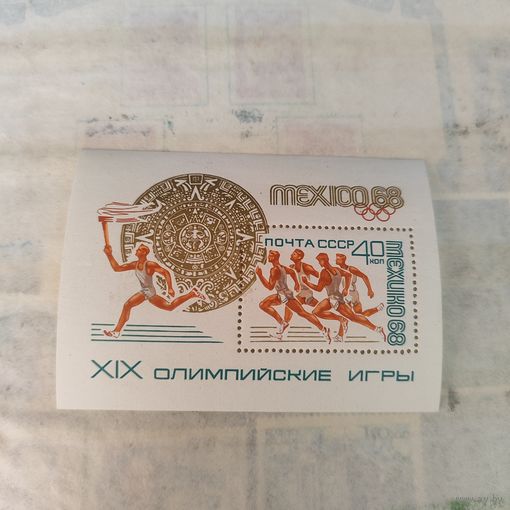 MEXICO 68
ПОЧТА СССР 40 КОП
МЕХИКО 68
XIX ОЛИМПИЙСКИЕ ИГРЫ